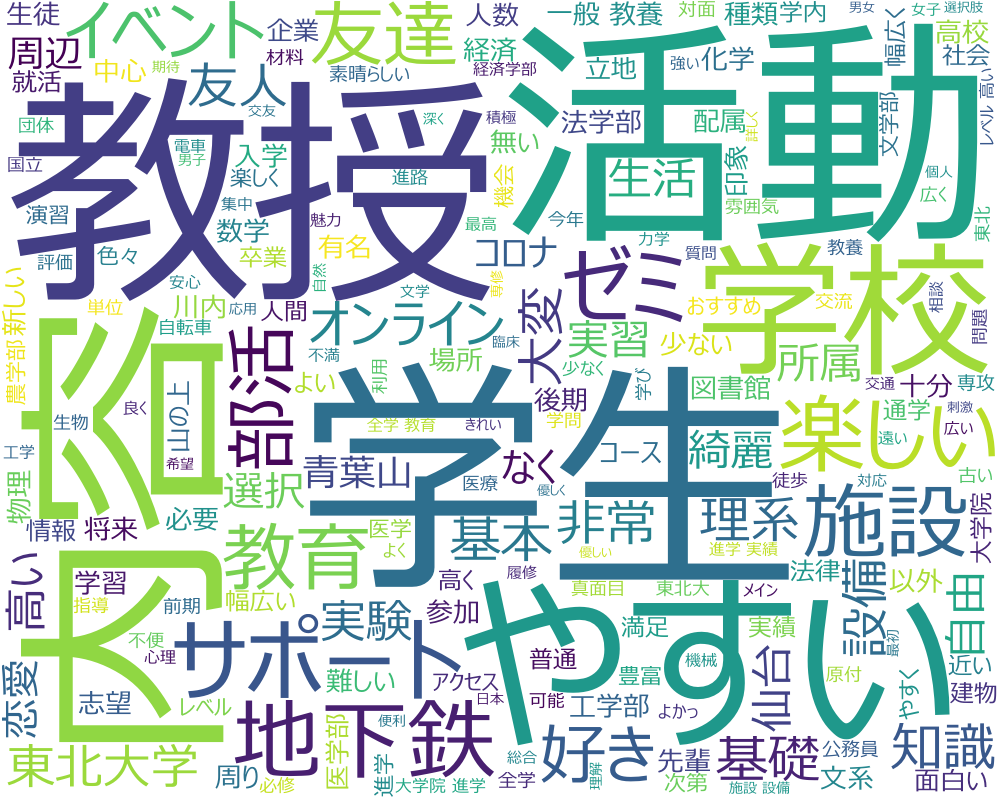 生徒
イベント
企業
友達
人数
一般 教養
対面
種類
学内
男女
幅広く
女子
選択肢
高校
社会
周辺
中心
期待
材料
素晴らしい
経済
経済学部
立地
強い
化学
就活
友人
交友
教授
活動
団体
国立
電車
男子
入学
楽しく
進路
深く
積極
無い
法学部
配属
詳しく
文学部
レベル 高い
個人
広く
東北
演習
集中
魅力
数学
機会
生活
印象
雰囲気
評価
色々
卒業
有名
最高
今年
コロナ
力学
質問
教養
ゼミ
学校
農学部
新しい
安心
単位
川内
応用
人間
自然
文学
専修
自転車
オンライン
臨床
大変
実習
少ない
おすすめ
交流
相談
問題
内容
部活
不満
よい
利用
場所
少なく
学び
所属
交通
十分
専攻
刺激
図書館
後期
通学
広い
生物
良く
山の上
学生
楽しい
工学
希望
全学 教育
きれい
学問
コース
綺麗
遠い
古い
物理
選択
青葉山
なく
医療
優しく
徒歩
対応
大学院
情報
将来
必要
教育
医学
よく
基本
非常
優しい
理系
進学 実績
施設
高い
学習
指導
前期
幅広い
高く
参加
履修
真面目
東北大
メイン
法律
設備
以外
自由
最初
不便
心理
サポート
実験
やすい
満足
実績
恋愛
志望
レベル
難しい
アクセス
普通
豊富
機械
仙台
原付
やすく
近い
建物
東北大学
地下鉄
医学部
便利
日本
可能
工学部
よかっ
好き
先輩
基礎
公務員
知識
周り
必修
進学
大学院 進学
全学
総合
理解
次第
施設 設備
文系
面白い